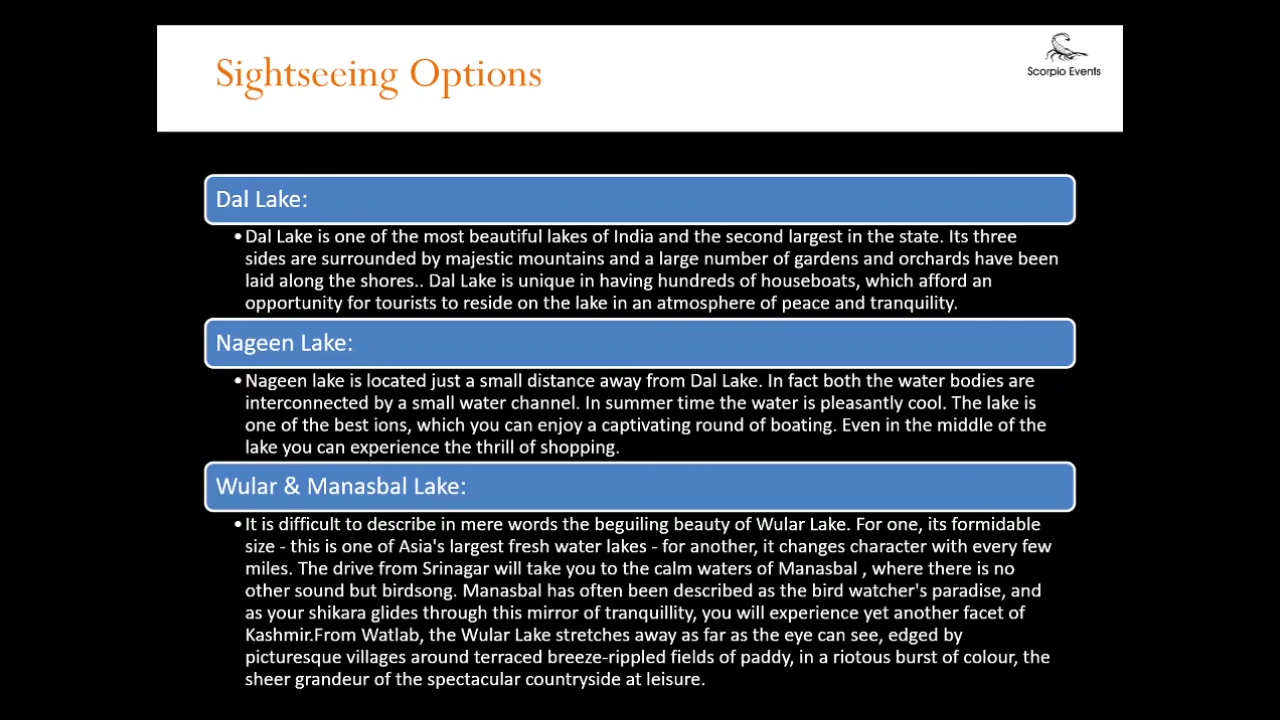 Sightseeing Options
Scorpio Events
Dal Lake:
•Dal Lake is one of the most beautiful lakes of India and the second largest in the state. Its three
sides are surrounded by majestic mountains and a large number of gardens and orchards have been
laid along the shores.. Dal Lake is unique in having hundreds of houseboats, which afford an
opportunity for tourists to reside on the lake in an atmosphere of peace and tranquility.
Nageen Lake:
•Nageen lake is located just a small distance away from Dal Lake. In fact both the water bodies are
interconnected by a small water channel. In summer time the water is pleasantly cool. The lake is
one of the best ions, which you can enjoy a captivating round of boating. Even in the middle of the
lake you can experience the thrill of shopping.
Wular & Manasbal Lake:
•It is difficult to describe in mere words the beguiling beauty of Wular Lake. For one, its formidable
size - this is one of Asia's largest fresh water lakes - for another, it changes character with every few
miles. The drive from Srinagar will take you to the calm waters of Manasbal , where there is no
other sound but birdsong. Manasbal has often been described as the bird watcher's paradise, and
as your shikara glides through this mirror of tranquillity, you will experience yet another facet of
Kashmir.From Watlab, the Wular Lake stretches away as far as the eye can see, edged by
picturesque villages around terraced breeze-rippled fields of paddy, in a riotous burst of colour, the
sheer grandeur of the spectacular countryside at leisure.